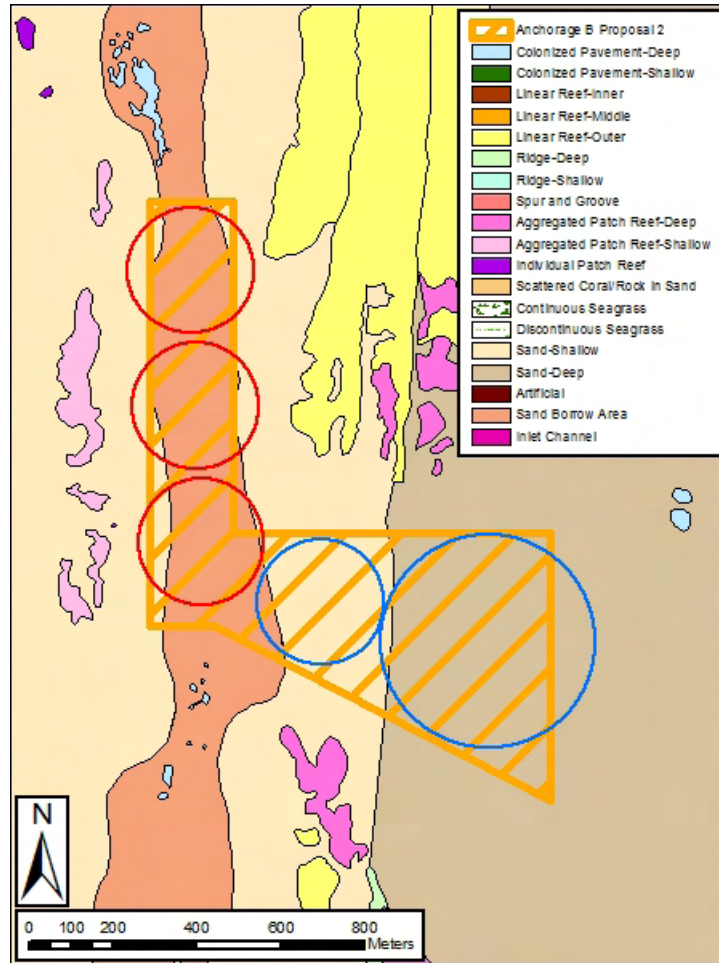 Anchorage B Proposal 2
Colonized Pavement-Deep
Colonized Pavement-Shallow
Linear Reef-Inner
Linear Reef-Middle
Linear Reef-Outer
Ridge-Deep
Ridge-Shallow
Spur and Groove
Aggregated Patch Reef-Deep
Aggregated Patch Reef-Shallow
Individual Patch Reef
Scattered Coral/Rock In Sand
Continuous Seagrass
Discontinuous Seagrass
Sand-Shallow
Sand-Deep
Artificial
Sand Borrow Area
Inlet Channel
N
0 100 200 400 600 800
Meters